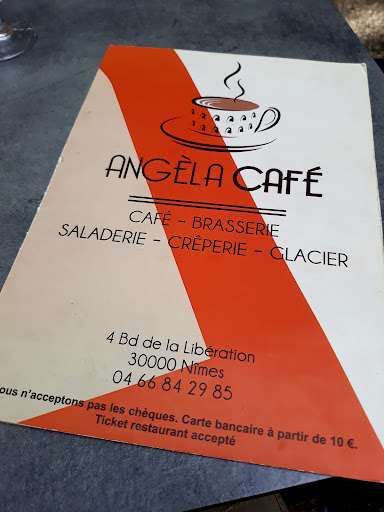 ANGÈLA CAFÉ
CAFÉ - BRASSERIE
SALADERIE - CRÊPERIE - GLACIER
4 Bd de la Libération
30000 Nîmes
04 66 84 29 85
ous n'acceptons pas les chèques. Carte bancaire à partir de 10 €.
Ticket restaurant accepté